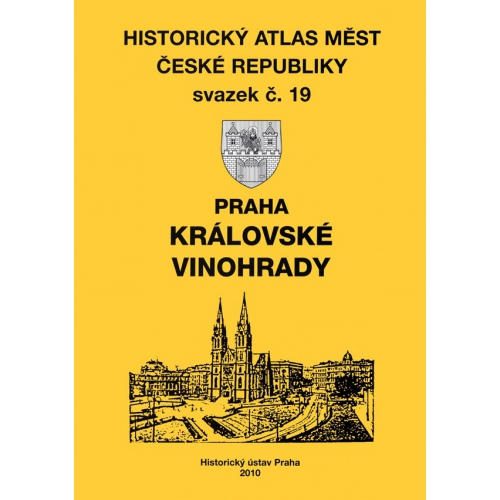 HISTORICKÝ ATLAS MĚST
ČESKÉ REPUBLIKY
svazek č. 19
PRAHA
KRÁLOVSKÉ
VINOHRADY
Historický ústav Praha
2010